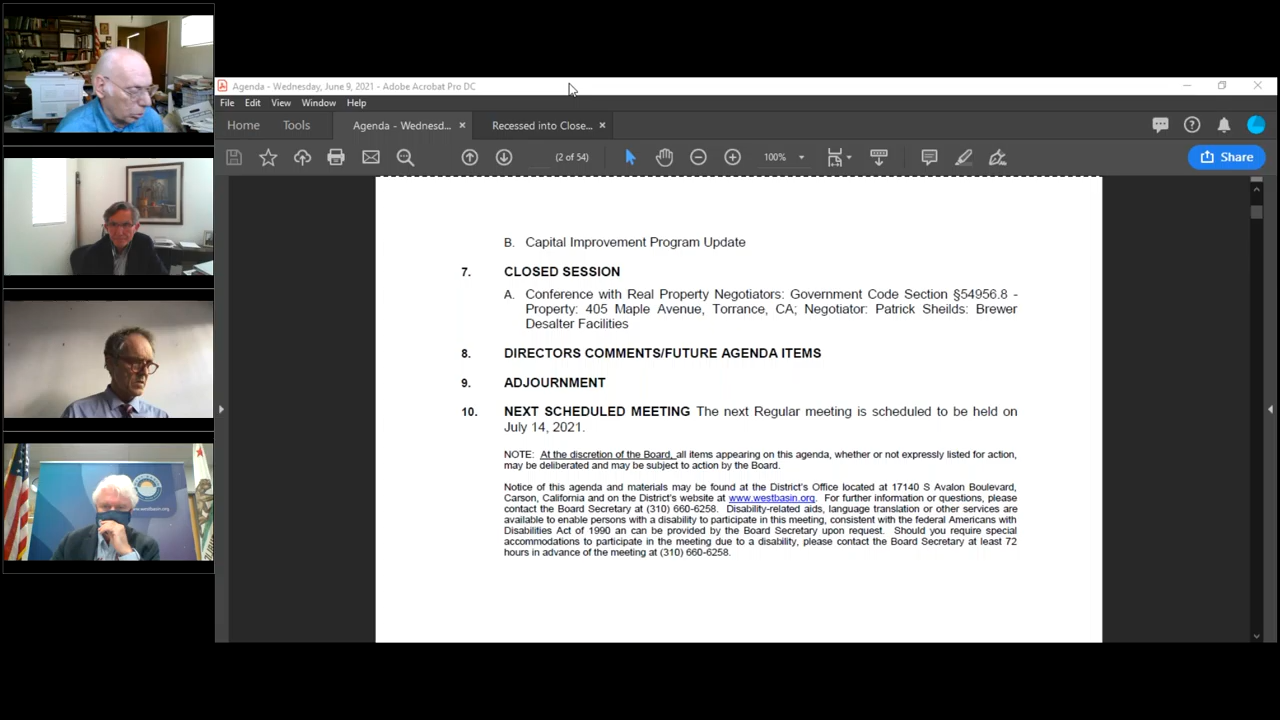 Agenda - Wednesday, June 9, 2021 - Adobe Acrobat Pro DC
File Edit View Window Help
Home Tools Agenda - Wednesd... × Recessed into Close... ×
(2 of 54) 100% Share
B. Capital Improvement Program Update
7. CLOSED SESSION
A. Conference with Real Property Negotiators: Government Code Section §54956.8 -
Property: 405 Maple Avenue, Torrance, CA; Negotiator: Patrick Sheilds: Brewer
Desalter Facilities
8. DIRECTORS COMMENTS/FUTURE AGENDA ITEMS
9. ADJOURNMENT
10. NEXT SCHEDULED MEETING The next Regular meeting is scheduled to be held on
July 14, 2021.
NOTE: At the discretion of the Board, all items appearing on this agenda, whether or not expressly listed for action,
may be deliberated and may be subject to action by the Board.
Notice of this agenda and materials may be found at the District's Office located at 17140 S Avalon Boulevard,
Carson, California and on the District's website at www.westbasin.org. For further information or questions, please
contact the Board Secretary at (310) 660-6258. Disability-related aids, language translation or other services are
available to enable persons with a disability to participate in this meeting, consistent with the federal Americans with
Disabilities Act of 1990 an can be provided by the Board Secretary upon request. Should you require special
accommodations to participate in the meeting due to a disability, please contact the Board Secretary at least 72
hours in advance of the meeting at (310) 660-6258.